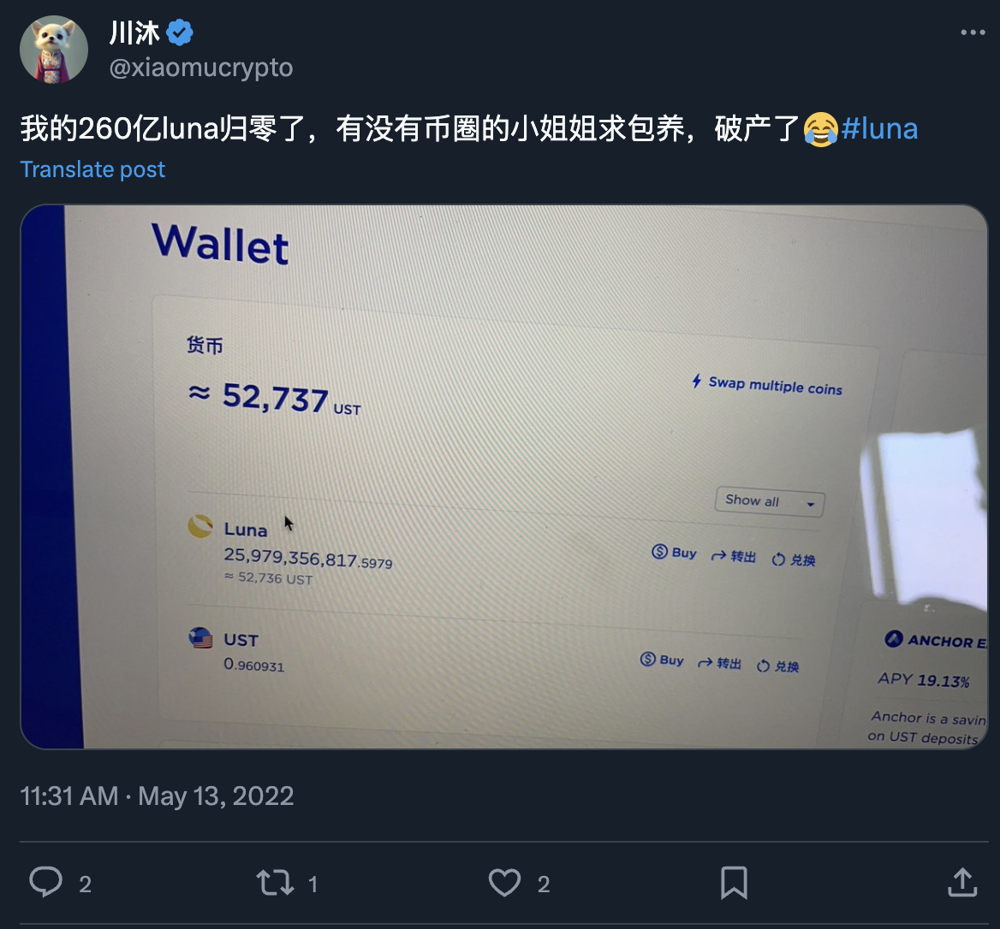 川沐
@xiaomucrypto
我的260亿luna归零了，有没有币圈的小姐姐求包养，破产了😂#luna
Translate post
Wallet
货币
≈ 52,737 UST
Swap multiple coins
Show all
Luna
25,979,356,817.5979
≈ 52,736 UST
Buy 转出 兑换
UST
0.960931
Buy 转出 兑换
ANCHOR
APY 19.13%
Anchor is a
on UST deposits
11:31 AM · May 13, 2022
2 1 2